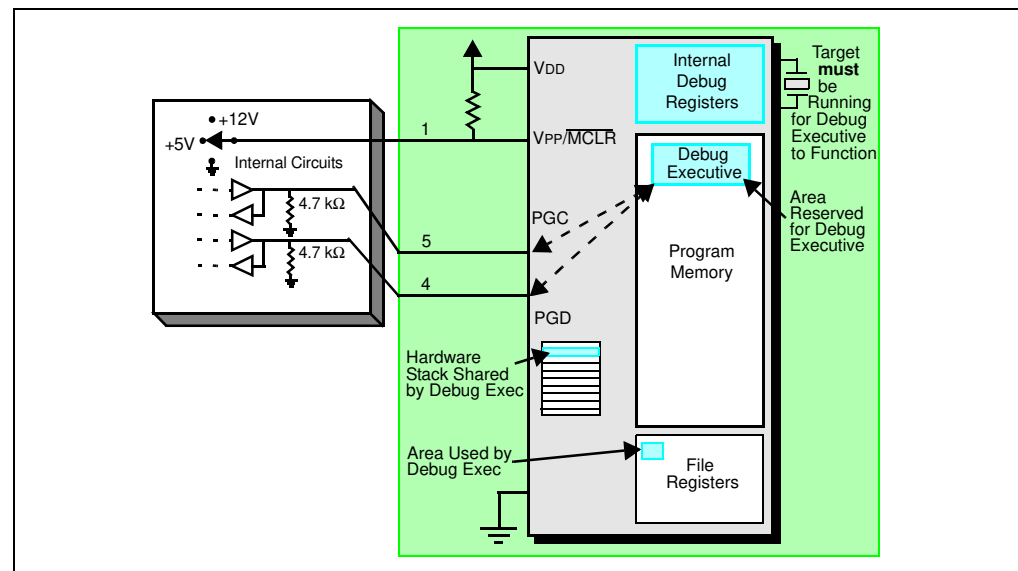 +12V
+5V
Internal Circuits
4.7 kΩ
4.7 kΩ
1
5
4
VDD
VPP/MCLR
PGC
PGD
Internal
Debug
Registers
Debug
Executive
Program
Memory
File
Registers
Hardware
Stack Shared
by Debug Exec
Area Used by
Debug Exec
Target
must
be
Running
for Debug
Executive
to Function
Area
Reserved
for Debug
Executive